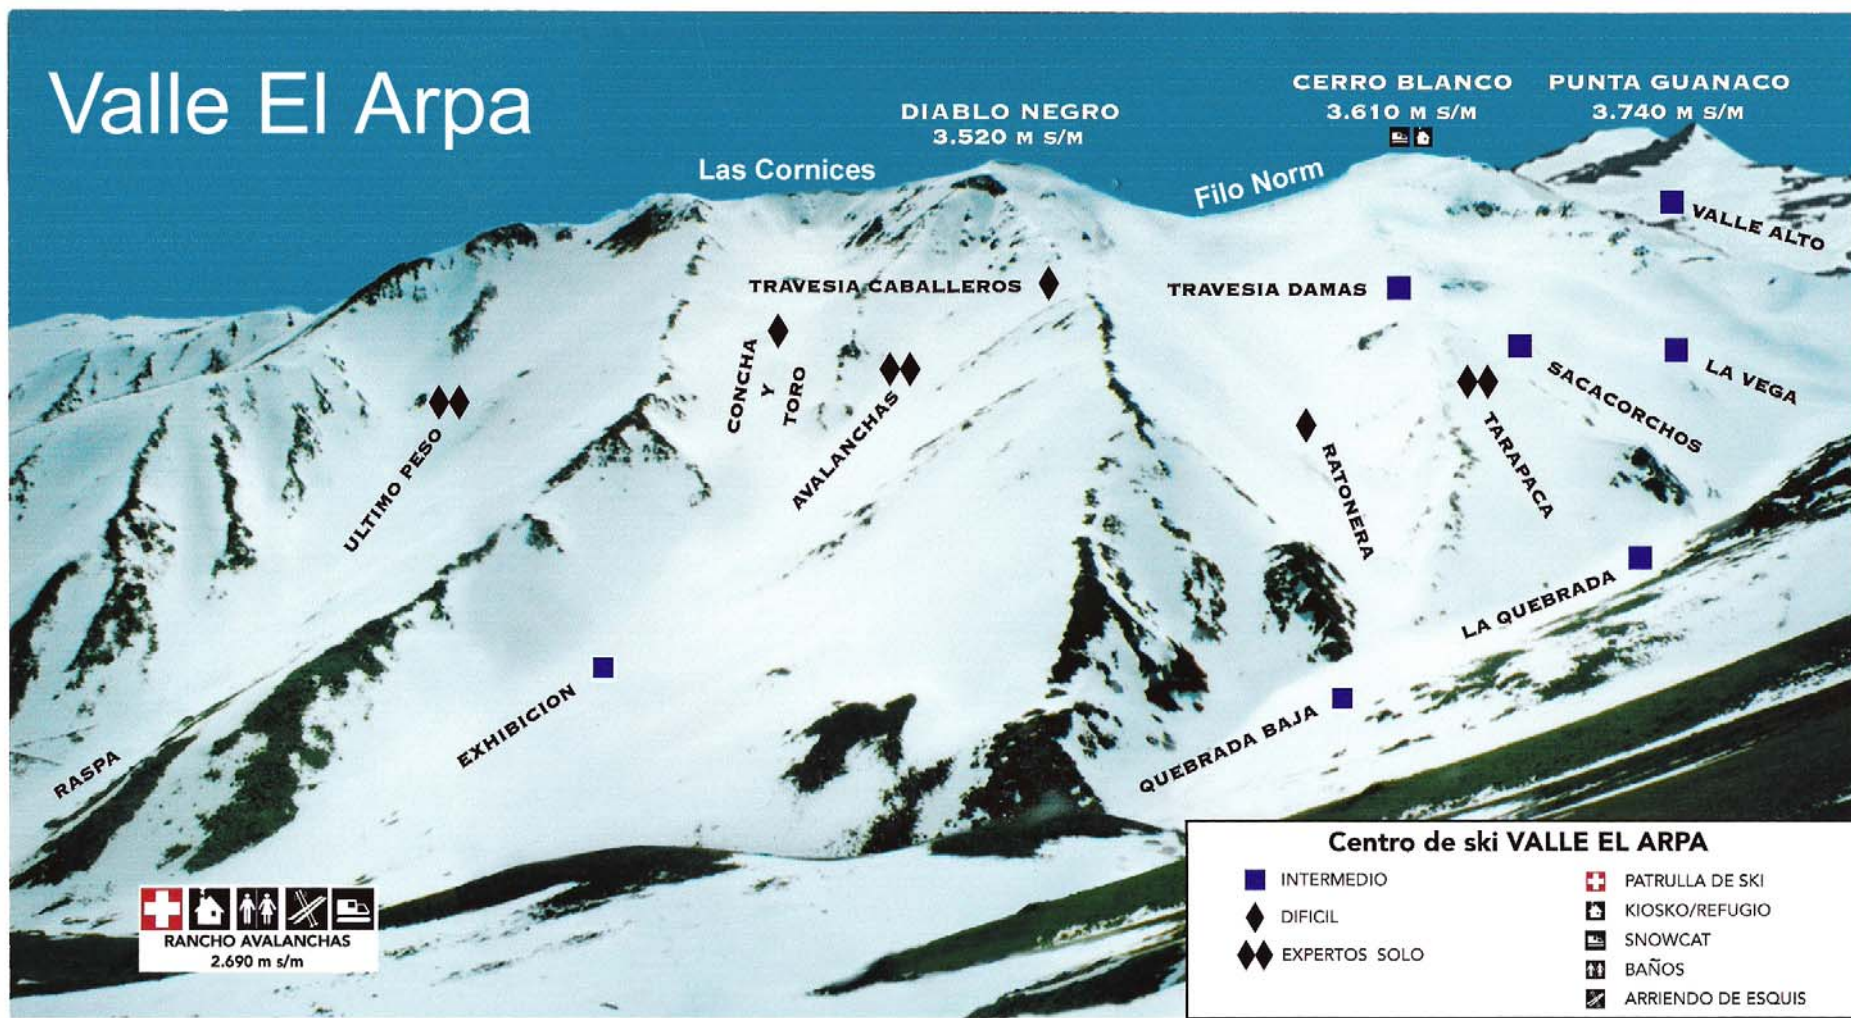 Valle El Arpa
DIABLO NEGRO
3.520 M S/M
CERRO BLANCO
3.610 M S/M
PUNTA GUANACO
3.740 M S/M
Las Cornices
Filo Norm
VALLE ALTO
TRAVESIA CABALLEROS
TRAVESIA DAMAS
CONCHA
Y
TORO
AVALANCHAS
ULTIMO PESO
SACACORCHOS
LA VEGA
TARAPACA
RATONERA
LA QUEBRADA
EXHIBICION
QUEBRADA BAJA
RASPA
RANCHO AVALANCHAS
2.690 m s/m
Centro de ski VALLE EL ARPA
INTERMEDIO
DIFICIL
EXPERTOS SOLO
PATRULLA DE SKI
KIOSKO/REFUGIO
SNOWCAT
BAÑOS
ARRIENDO DE ESQUIS